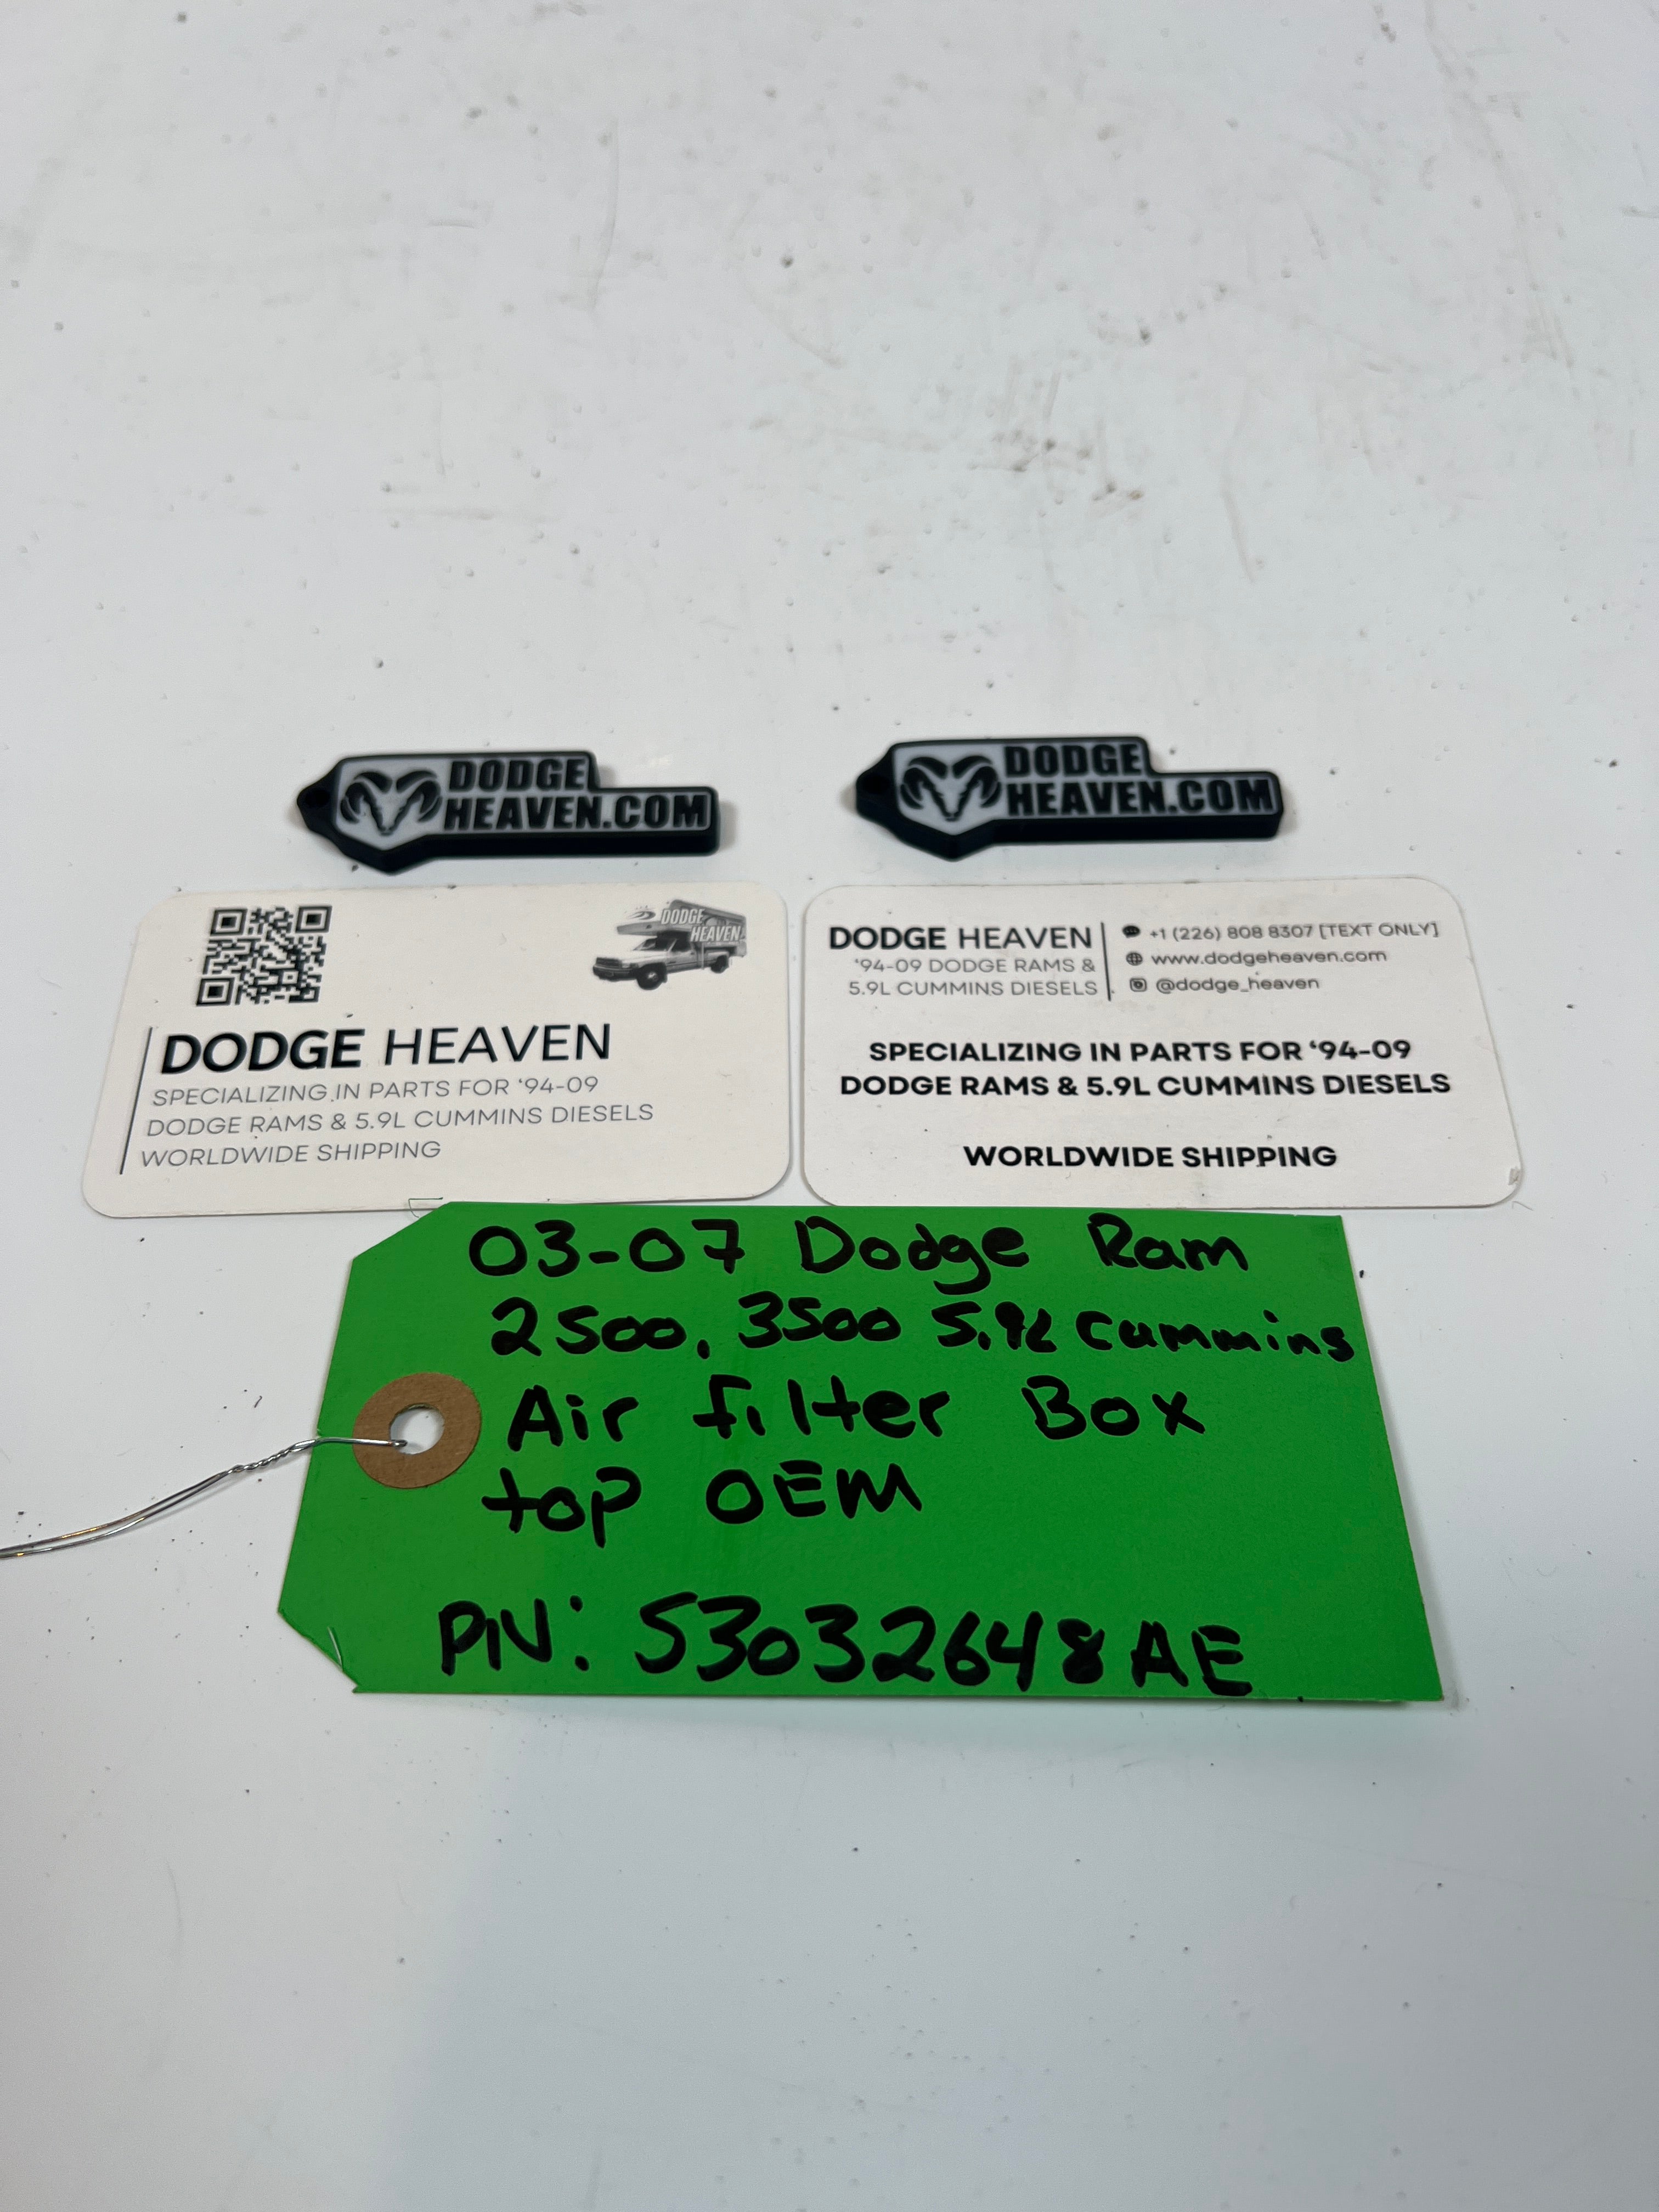 DODGE
HEAVEN.COM
DODGE
HEAVEN.COM
DODGE
HEAVEN
DODGE HEAVEN
SPECIALIZING IN PARTS FOR ‘94-09
DODGE RAMS & 5.9L CUMMINS DIESELS
WORLDWIDE SHIPPING
DODGE HEAVEN
‘94-09 DODGE RAMS &
5.9L CUMMINS DIESELS
+1 (226) 808 8307 [TEXT ONLY]
www.dodgeheaven.com
@dodge_heaven
SPECIALIZING IN PARTS FOR ‘94-09
DODGE RAMS & 5.9L CUMMINS DIESELS
WORLDWIDE SHIPPING
03-07 Dodge Ram
2500, 3500 5.9L Cummins
Air filter Box
top OEM
PN: 53032648AE